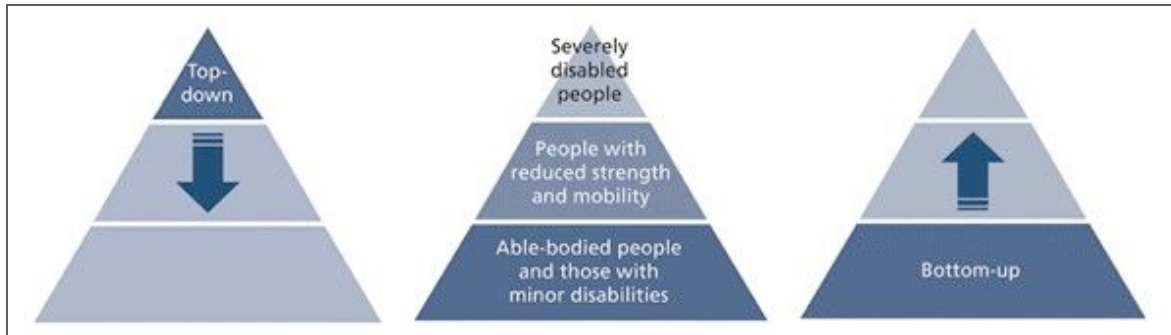 Top-
down
Severely
disabled
people
People with
reduced strength
and mobility
Able-bodied people
and those with
minor disabilities
Bottom-up